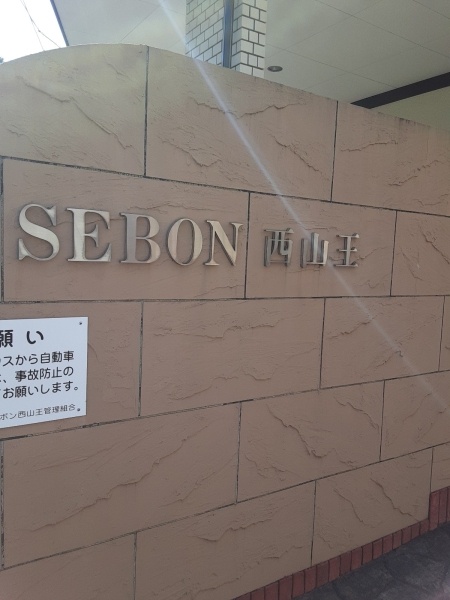 SEBON 西山王
願い
スから自動車
、事故防止の
お願いします。
ボン西山王管理組合